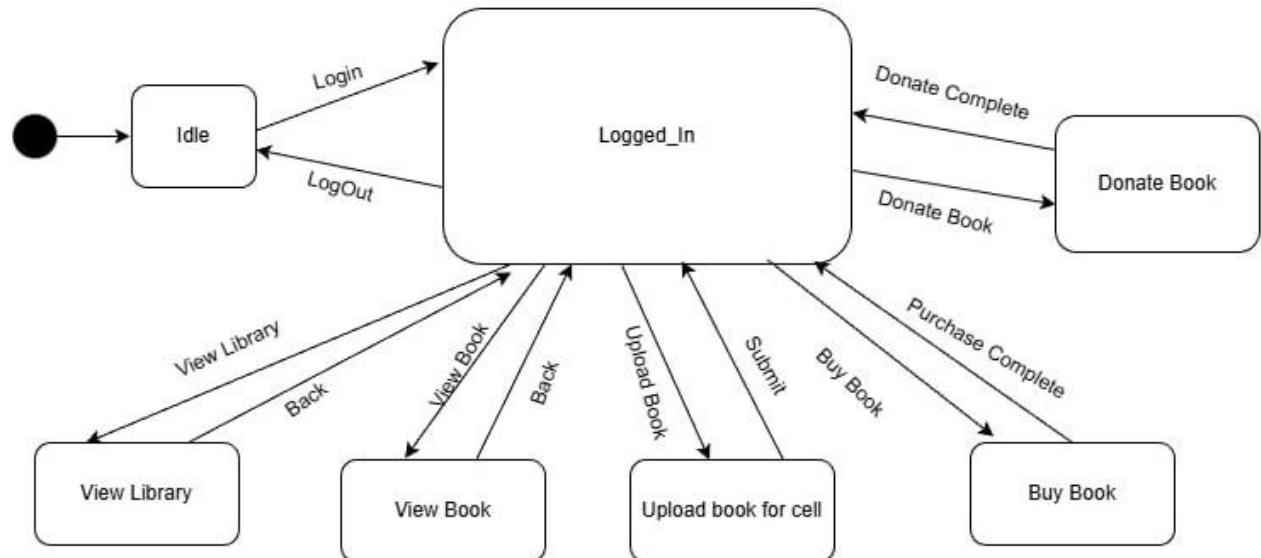 Login
Idle
LogOut
Logged_In
Donate Complete
Donate Book
Donate Book
View Library
Back
View Book
Back
Upload Book
Submit
Buy Book
Purchase Complete
View Library
View Book
Upload book for cell
Buy Book